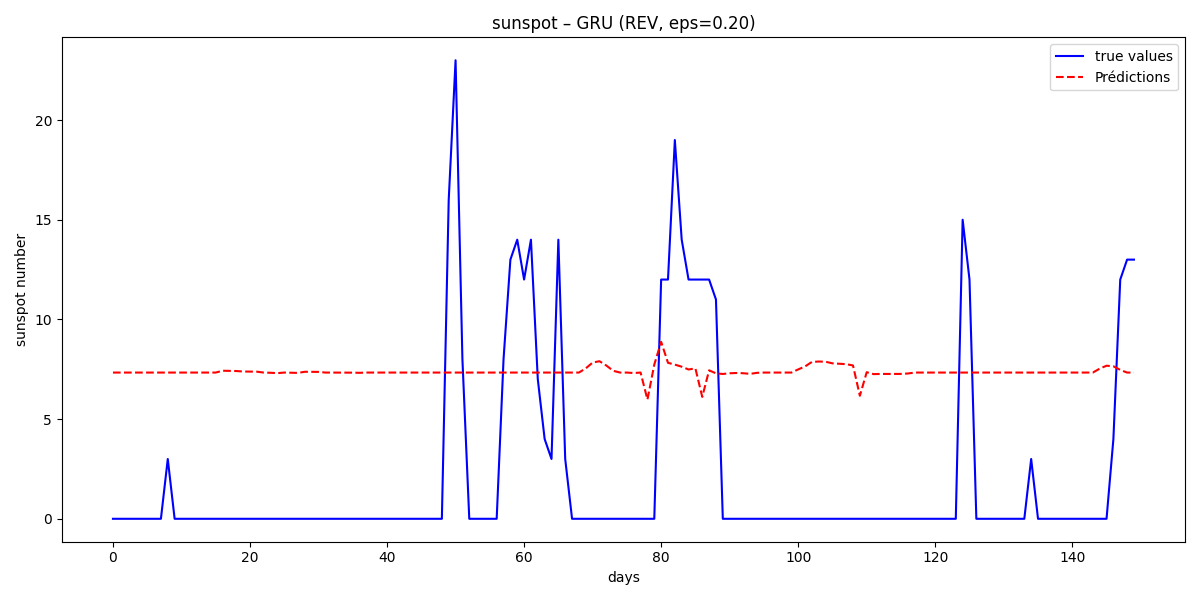 sunspot – GRU (REV, eps=0.20)
true values
Prédictions
sunspot number
20
15
10
5
0
0 20 40 60 80 100 120 140
days